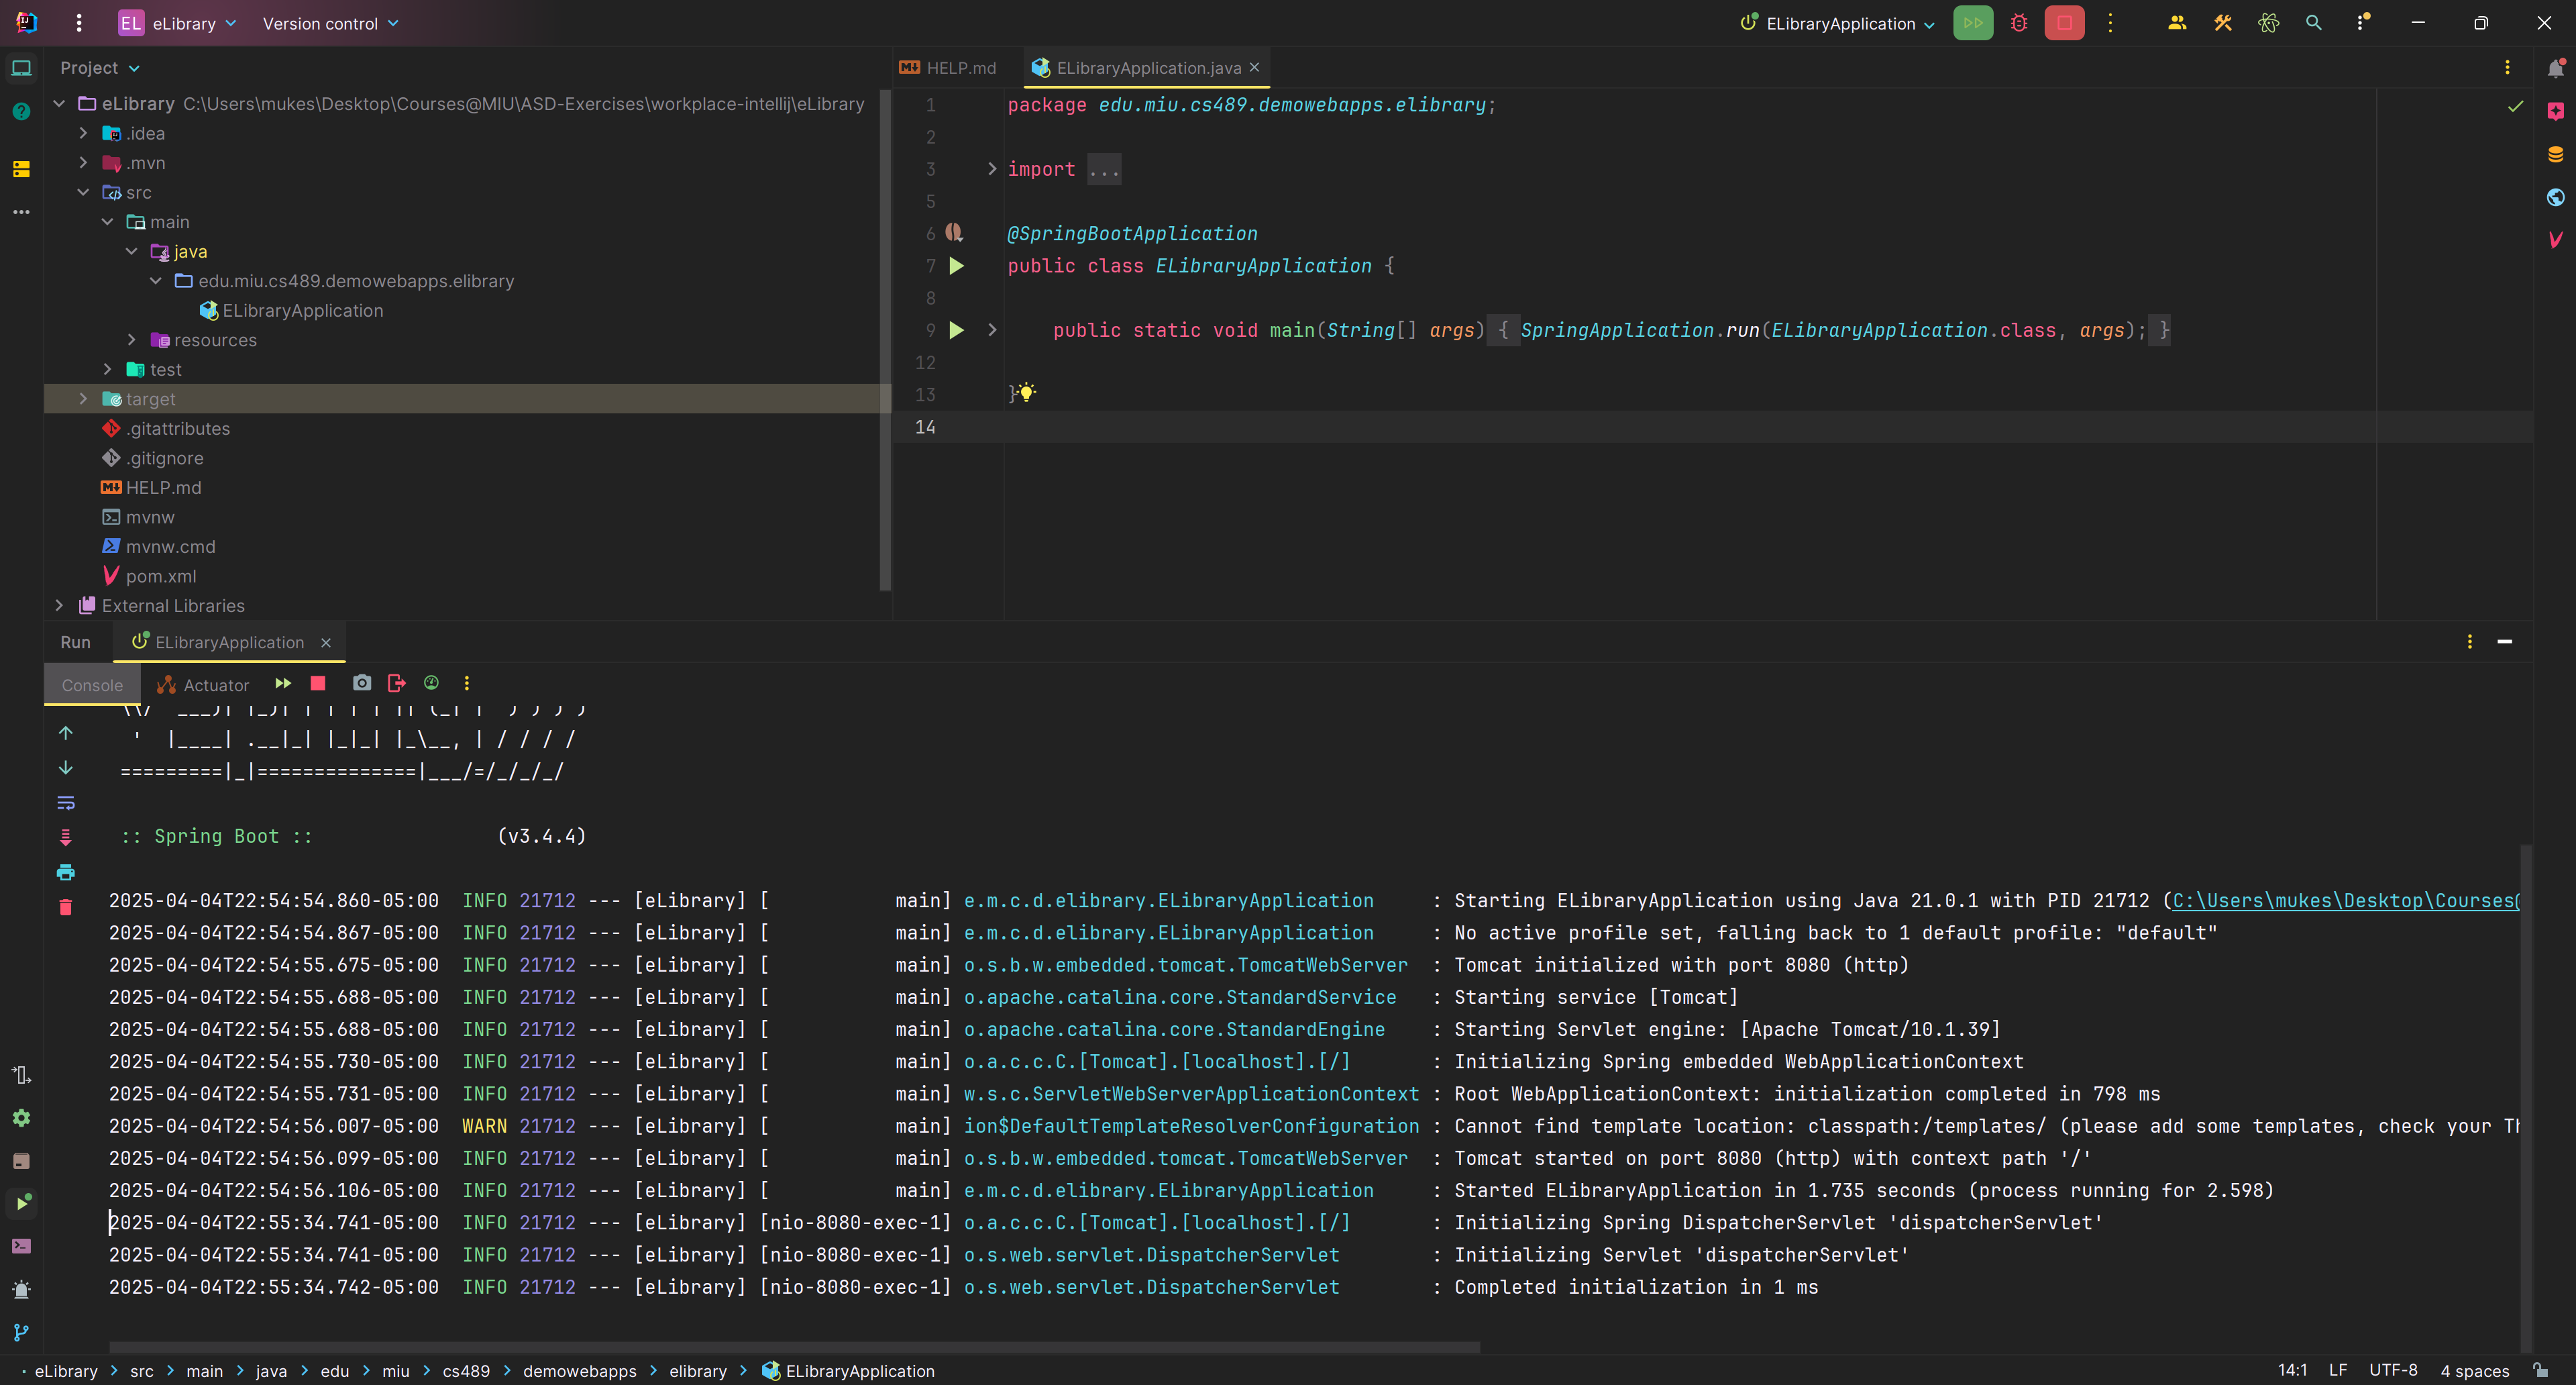 EL eLibrary Version control ELibraryApplication
Project
HELP.md ELibraryApplication.java
eLibrary C:\Users\mukes\Desktop\Courses@MIU\ASD-Exercises\workplace-intellij\eLibrary
.idea
.mvn
src
main
java
edu.miu.cs489.demowebapps.elibrary
ELibraryApplication
resources
test
target
.gitattributes
.gitignore
HELP.md
mvnw
mvnw.cmd
pom.xml
External Libraries
1 package edu.miu.cs489.demowebapps.elibrary;
2
3 import ...
5
6 @SpringBootApplication
7 public class ELibraryApplication {
8
9 public static void main(String[] args) { SpringApplication.run(ELibraryApplication.class, args); }
12
13 }
14
Run ELibraryApplication
Console Actuator
' |____| .__|_| |_|_| |_\__, | / / / /
=========|_|==============|___/=/_/_/_/
:: Spring Boot :: (v3.4.4)
2025-04-04T22:54:54.860-05:00 INFO 21712 --- [eLibrary] [ main] e.m.c.d.elibrary.ELibraryApplication : Starting ELibraryApplication using Java 21.0.1 with PID 21712 (C:\Users\mukes\Desktop\Courses@
2025-04-04T22:54:54.867-05:00 INFO 21712 --- [eLibrary] [ main] e.m.c.d.elibrary.ELibraryApplication : No active profile set, falling back to 1 default profile: "default"
2025-04-04T22:54:55.675-05:00 INFO 21712 --- [eLibrary] [ main] o.s.b.w.embedded.tomcat.TomcatWebServer : Tomcat initialized with port 8080 (http)
2025-04-04T22:54:55.688-05:00 INFO 21712 --- [eLibrary] [ main] o.apache.catalina.core.StandardService : Starting service [Tomcat]
2025-04-04T22:54:55.688-05:00 INFO 21712 --- [eLibrary] [ main] o.apache.catalina.core.StandardEngine : Starting Servlet engine: [Apache Tomcat/10.1.39]
2025-04-04T22:54:55.730-05:00 INFO 21712 --- [eLibrary] [ main] o.a.c.c.C.[Tomcat].[localhost].[/] : Initializing Spring embedded WebApplicationContext
2025-04-04T22:54:55.731-05:00 INFO 21712 --- [eLibrary] [ main] w.s.c.ServletWebServerApplicationContext : Root WebApplicationContext: initialization completed in 798 ms
2025-04-04T22:54:56.007-05:00 WARN 21712 --- [eLibrary] [ main] ion$DefaultTemplateResolverConfiguration : Cannot find template location: classpath:/templates/ (please add some templates, check your Th
2025-04-04T22:54:56.099-05:00 INFO 21712 --- [eLibrary] [ main] o.s.b.w.embedded.tomcat.TomcatWebServer : Tomcat started on port 8080 (http) with context path '/'
2025-04-04T22:54:56.106-05:00 INFO 21712 --- [eLibrary] [ main] e.m.c.d.elibrary.ELibraryApplication : Started ELibraryApplication in 1.735 seconds (process running for 2.598)
2025-04-04T22:55:34.741-05:00 INFO 21712 --- [eLibrary] [nio-8080-exec-1] o.a.c.c.C.[Tomcat].[localhost].[/] : Initializing Spring DispatcherServlet 'dispatcherServlet'
2025-04-04T22:55:34.741-05:00 INFO 21712 --- [eLibrary] [nio-8080-exec-1] o.s.web.servlet.DispatcherServlet : Initializing Servlet 'dispatcherServlet'
2025-04-04T22:55:34.742-05:00 INFO 21712 --- [eLibrary] [nio-8080-exec-1] o.s.web.servlet.DispatcherServlet : Completed initialization in 1 ms
eLibrary > src > main > java > edu > miu > cs489 > demowebapps > elibrary > ELibraryApplication 14:1 LF UTF-8 4 spaces